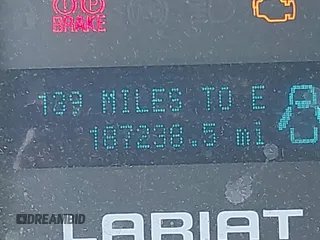 BRAKE
139 MILES TO E
187238.5 mi
LARIAT
DREAMBID